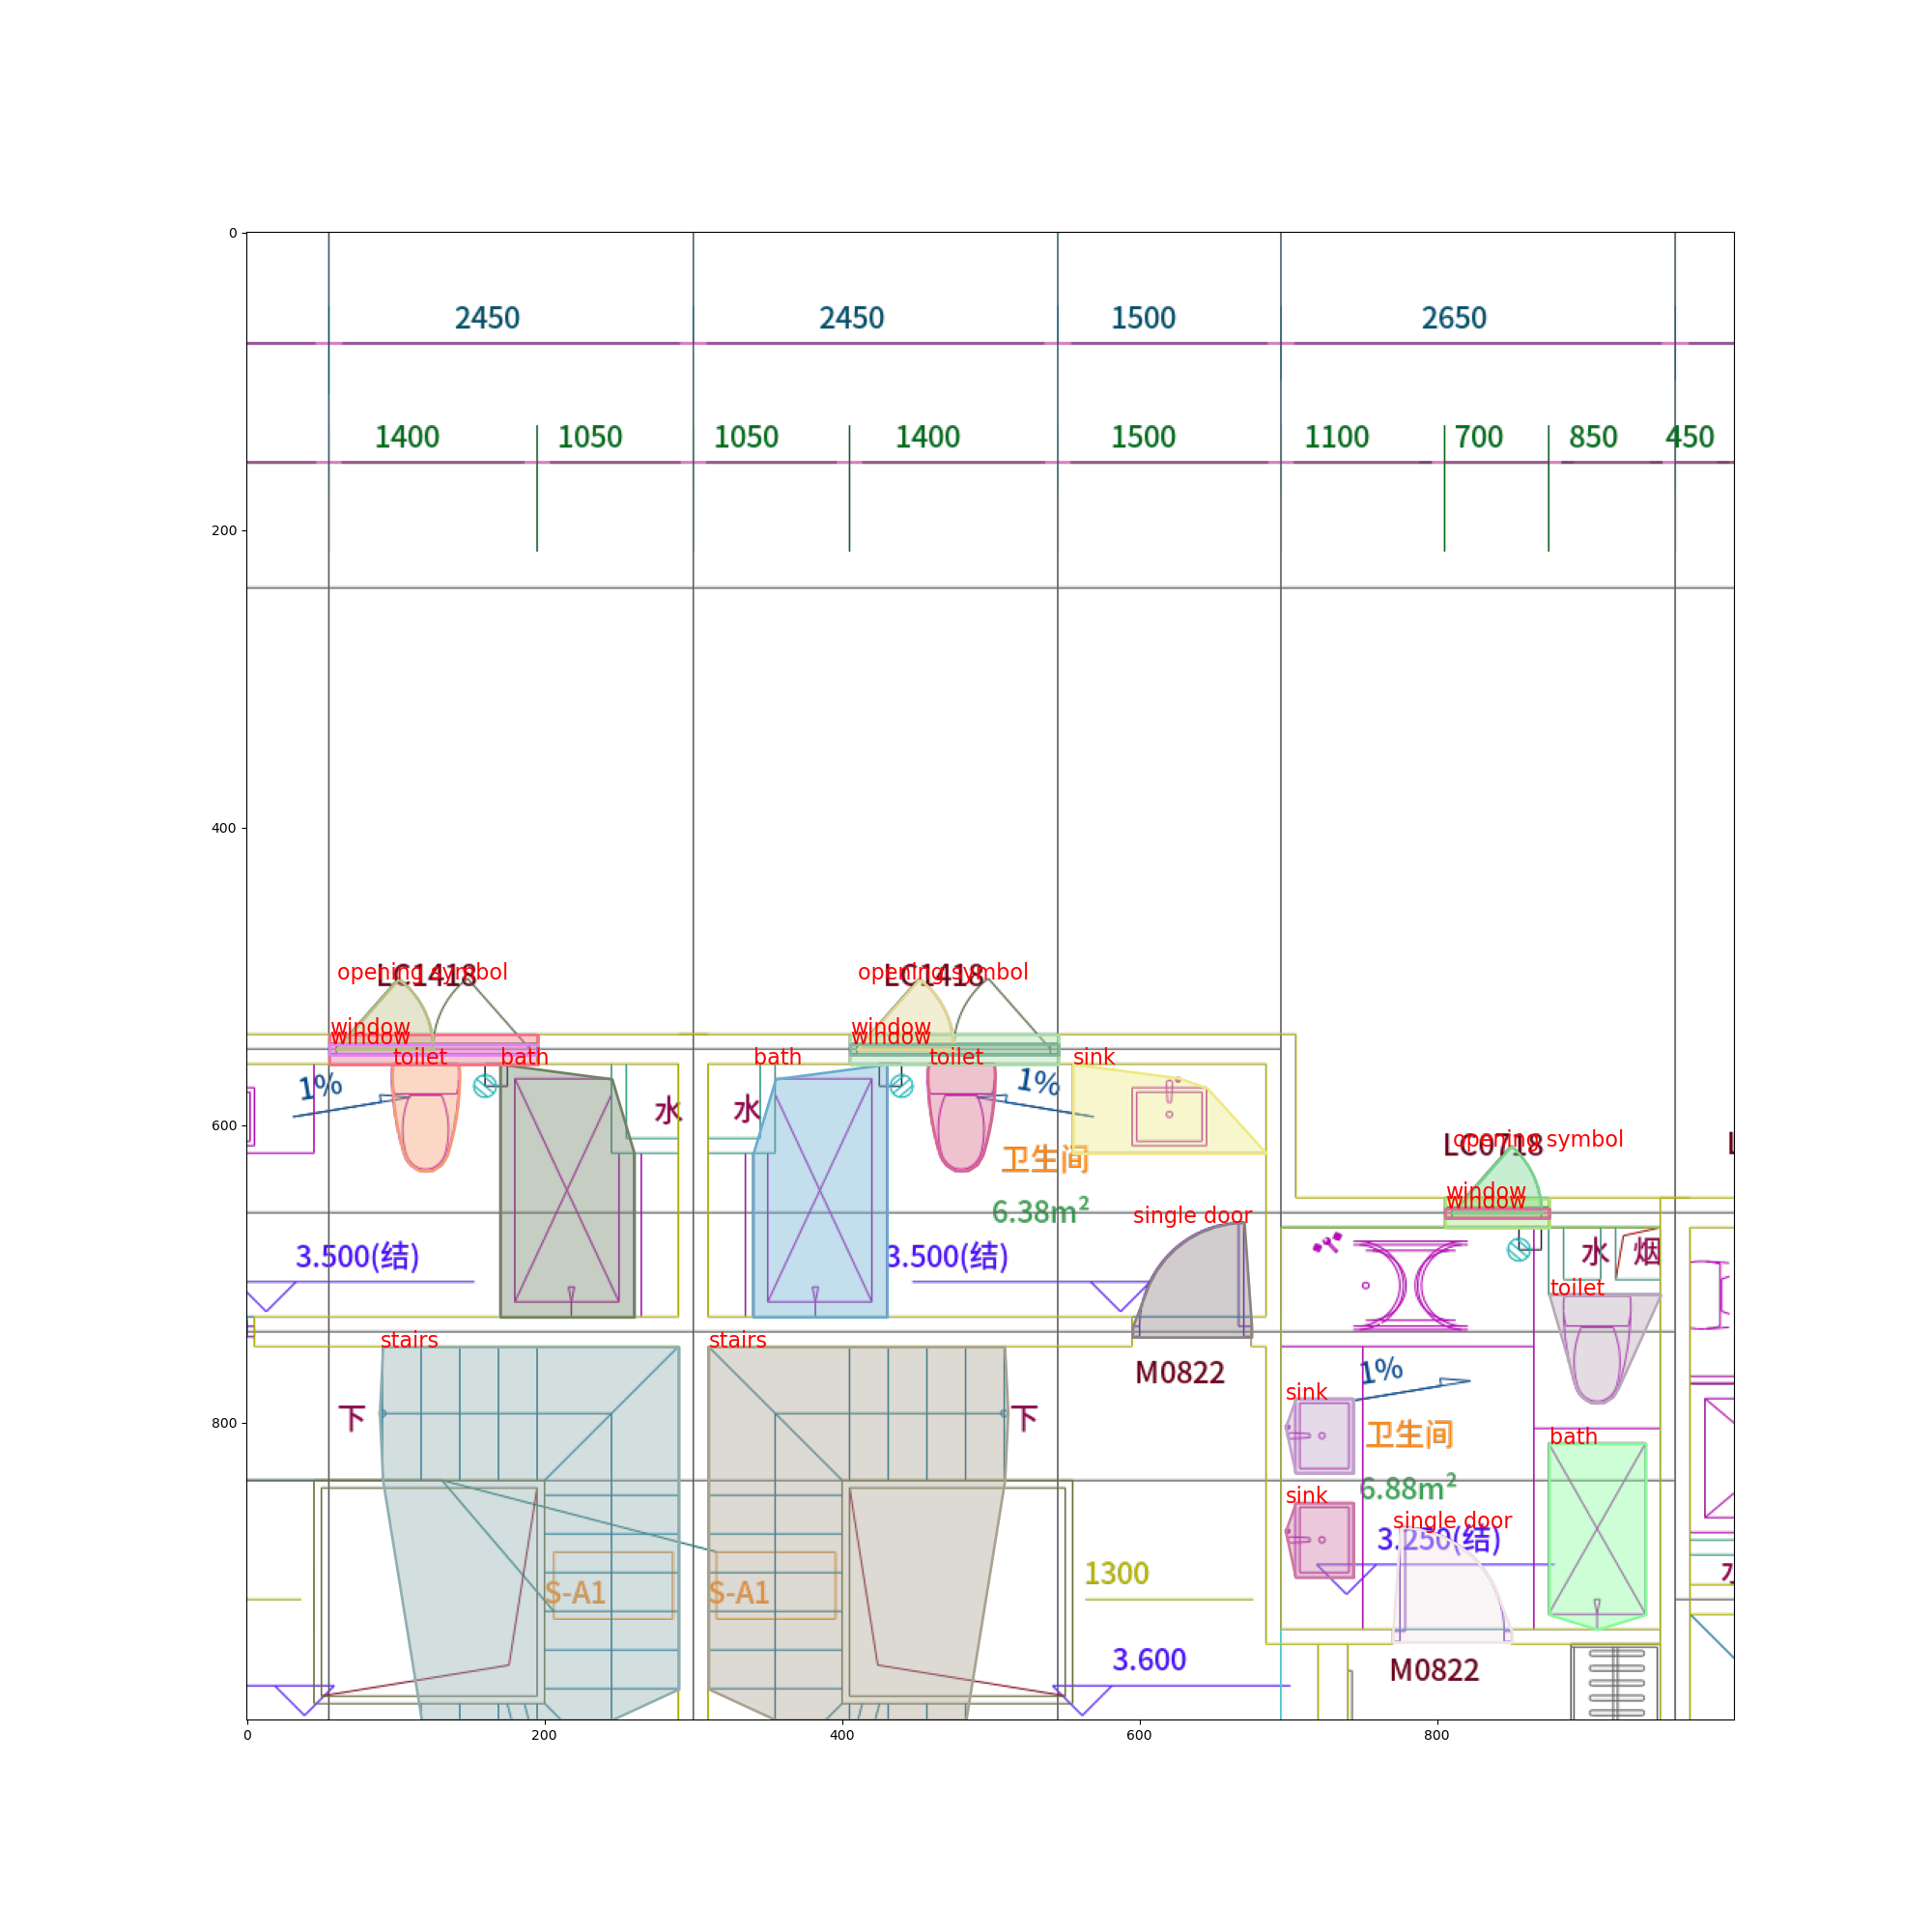 0
2450 2450 1500 2650
1400 1050 1050 1400 1500 1100 700 850 450
200
400
LC1418 opening symbol
LC1418 opening symbol
window
window
window
window
toilet
bath
bath
toilet
sink
1%
水
水
1%
600
卫生间
6.38m²
LC0718 opening symbol
window
window
single door
3.500(结)
3.500(结)
水
烟
toilet
stairs
stairs
M0822
下
下
1%
sink
800
卫生间
bath
6.88m²
sink
single door
3.250(结)
S-A1
S-A1
1300
3.600
M0822
0 200 400 600 800